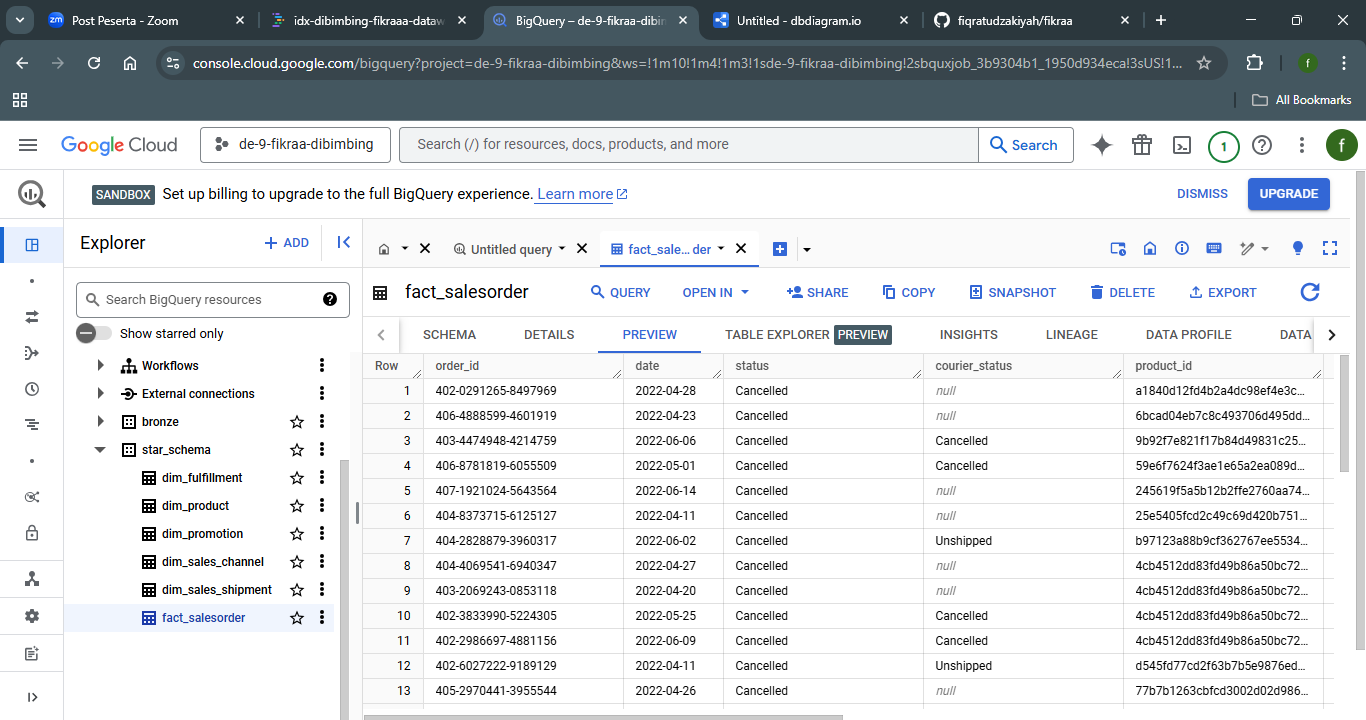 Post Peserta - Zoom
idx-dibimbing-fikraaa-dataw
BigQuery – de-9-fikraa-dibin
Untitled - dbdiagram.io
fiqratudzakiyah/fikraa
console.cloud.google.com/bigquery?project=de-9-fikraa-dibimbing&ws=!1m10!1m4!1m3!1sde-9-fikraa-dibimbing!2sbquxjob_3b9304b1_1950d934eca!3sUS!1...
f
All Bookmarks
Google Cloud
de-9-fikraa-dibimbing
Search (/) for resources, docs, products, and more
Search
1
f
SANDBOX Set up billing to upgrade to the full BigQuery experience. Learn more
DISMISS
UPGRADE
Explorer
+ ADD
Untitled query
fact_sale... der
Search BigQuery resources
Show starred only
Workflows
External connections
bronze
star_schema
dim_fulfillment
dim_product
dim_promotion
dim_sales_channel
dim_sales_shipment
fact_salesorder
fact_salesorder
QUERY
OPEN IN
SHARE
COPY
SNAPSHOT
DELETE
EXPORT
SCHEMA
DETAILS
PREVIEW
TABLE EXPLORER PREVIEW
INSIGHTS
LINEAGE
DATA PROFILE
DATA
Row order_id date status courier_status product_id
1 402-0291265-8497969 2022-04-28 Cancelled null a1840d12fd4b2a4dc98ef4e3c...
2 406-4888599-4601919 2022-04-23 Cancelled null 6bcad04eb7c8c493706d495dd...
3 403-4474948-4214759 2022-06-06 Cancelled Cancelled 9b92f7e821f17b84d49831c25...
4 406-8781819-6055509 2022-05-01 Cancelled Cancelled 59e6f7624f3ae1e65a2ea089d...
5 407-1921024-5643564 2022-06-14 Cancelled null 245619f5a5b12b2ffe2760aa74...
6 404-8373715-6125127 2022-04-11 Cancelled null 25e5405fcd2c49c69d420b751...
7 404-2828879-3960317 2022-06-02 Cancelled Unshipped b97123a88b9cf362767ee5534...
8 404-4069541-6940347 2022-04-27 Cancelled null 4cb4512dd83fd49b86a50bc72...
9 403-2069243-0853118 2022-04-20 Cancelled null 4cb4512dd83fd49b86a50bc72...
10 402-3833990-5224305 2022-05-25 Cancelled Cancelled 4cb4512dd83fd49b86a50bc72...
11 402-2986697-4881156 2022-06-09 Cancelled Cancelled 4cb4512dd83fd49b86a50bc72...
12 402-6027222-9189129 2022-04-11 Cancelled Unshipped d545fd77cd2f63b7b5e9876ed...
13 405-2970441-3955544 2022-04-26 Cancelled null 77b7b1263cbfcd3002d02d986...